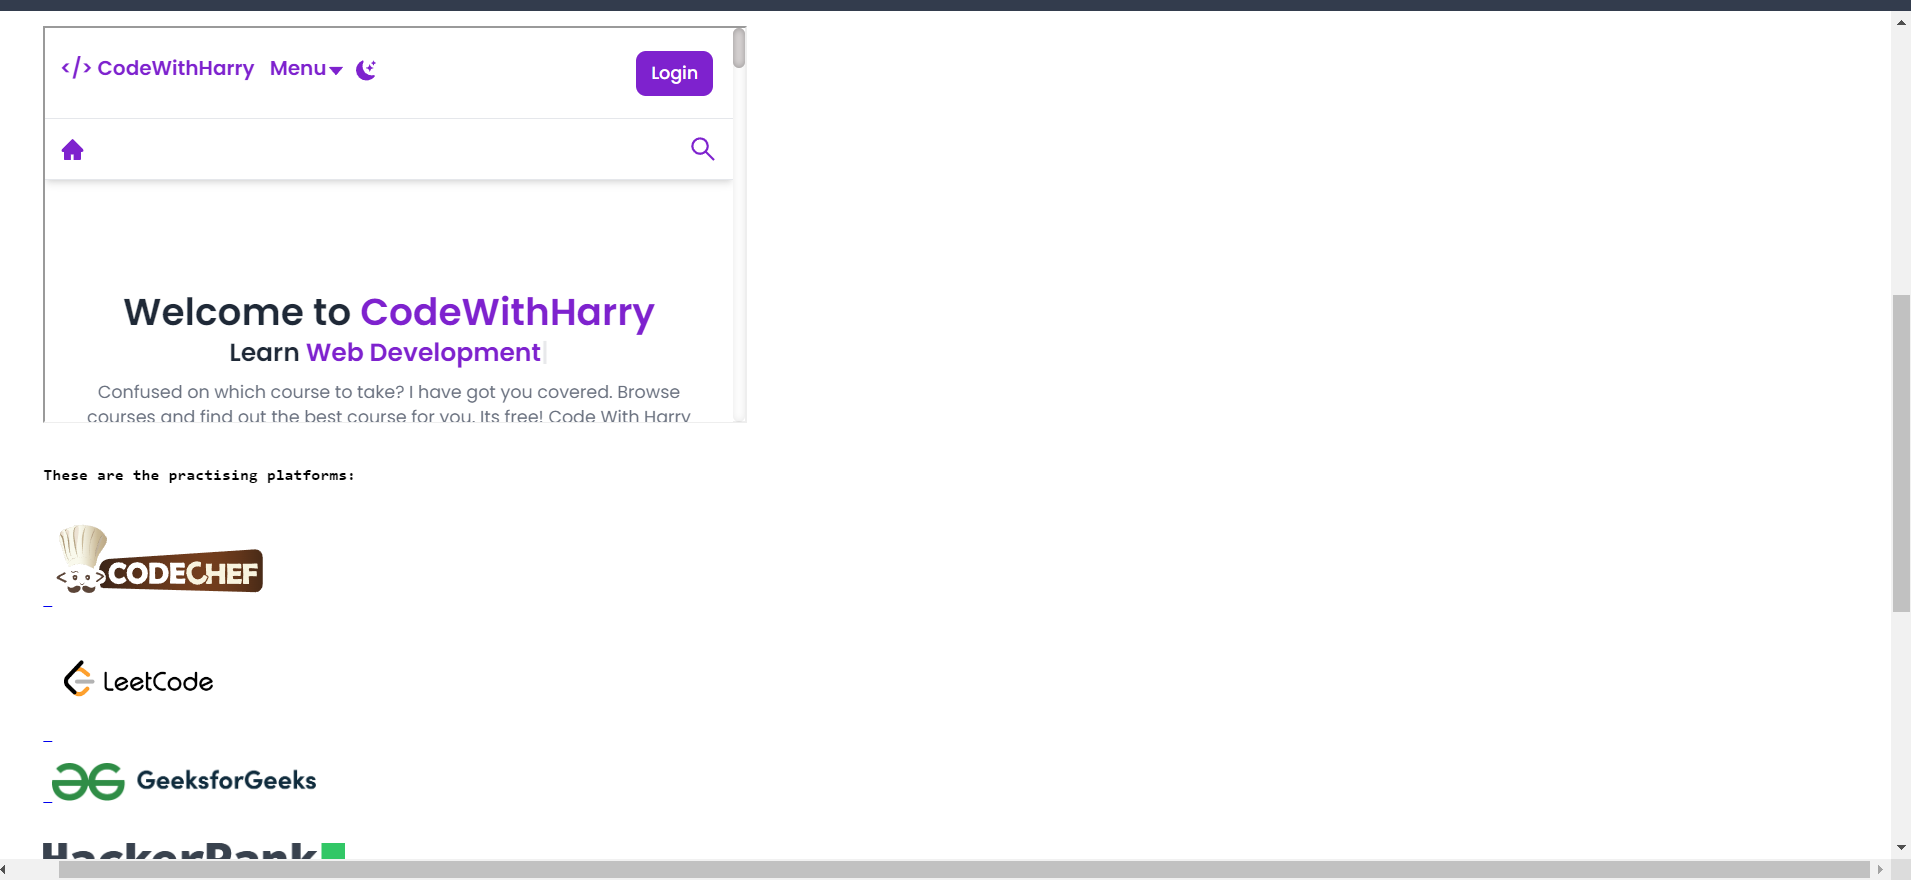 </> CodeWithHarry Menu Login
Welcome to CodeWithHarry
Learn Web Development
Confused on which course to take? I have got you covered. Browse
courses and find out the best course for you. Its free! Code With Harry
These are the practising platforms:
CODECHEF
LeetCode
GeeksforGeeks
HackerRank